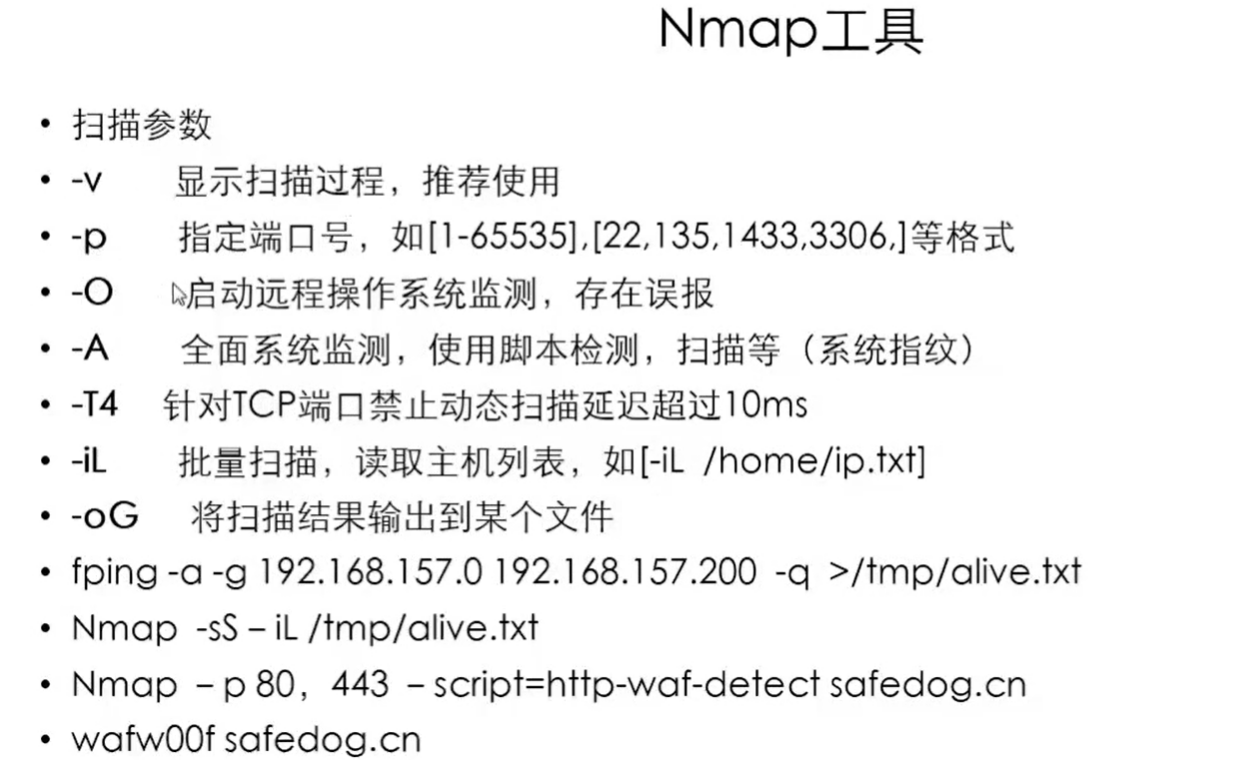 Nmap工具
• 扫描参数
• -v 显示扫描过程，推荐使用
• -p 指定端口号，如[1-65535],[22,135,1433,3306,]等格式
• -O 启动远程操作系统监测，存在误报
• -A 全面系统监测，使用脚本检测，扫描等（系统指纹）
• -T4 针对TCP端口禁止动态扫描延迟超过10ms
• -iL 批量扫描，读取主机列表，如[-iL /home/ip.txt]
• -oG 将扫描结果输出到某个文件
• fping -a -g 192.168.157.0 192.168.157.200 -q >/tmp/alive.txt
• Nmap -sS – iL /tmp/alive.txt
• Nmap – p 80，443 – script=http-waf-detect safedog.cn
• wafw00f safedog.cn